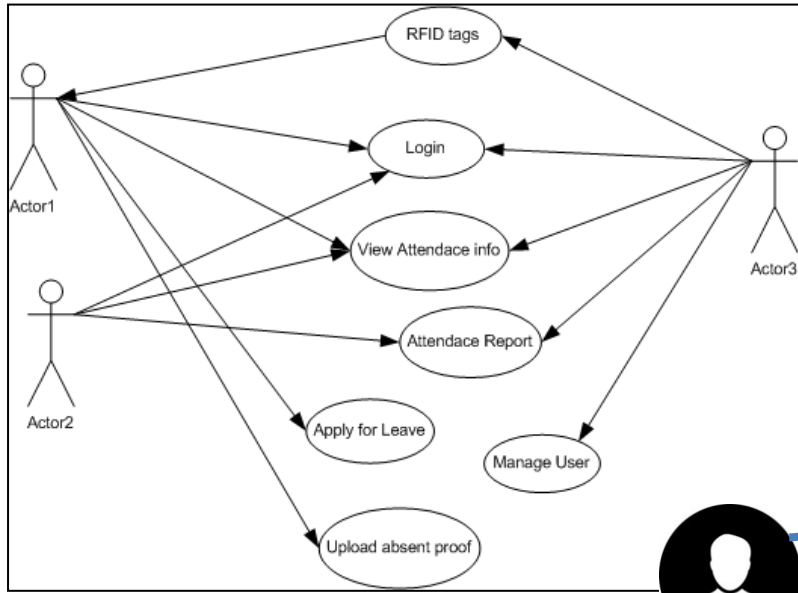 RFID tags
Login
Actor1
View Attendace info
Actor3
Attendace Report
Actor2
Apply for Leave
Manage User
Upload absent proof